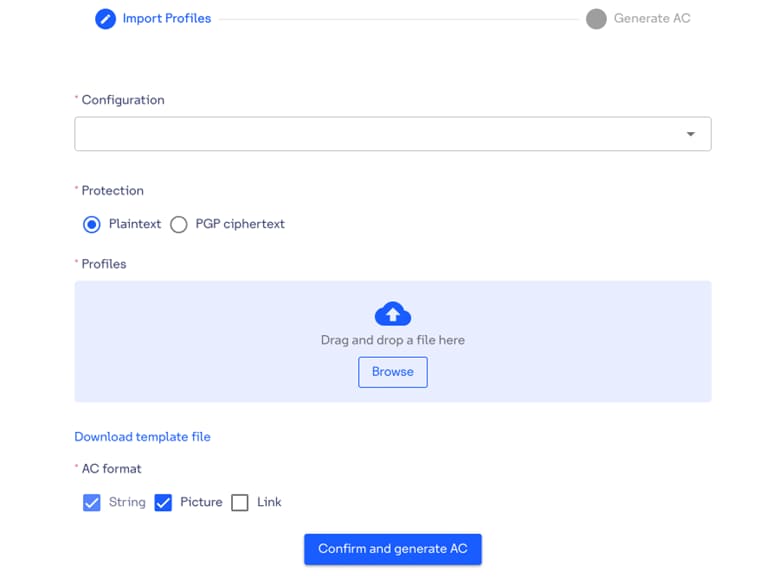 Import Profiles
Generate AC
* Configuration
* Protection
Plaintext PGP ciphertext
* Profiles
Drag and drop a file here
Browse
Download template file
* AC format
String Picture Link
Confirm and generate AC